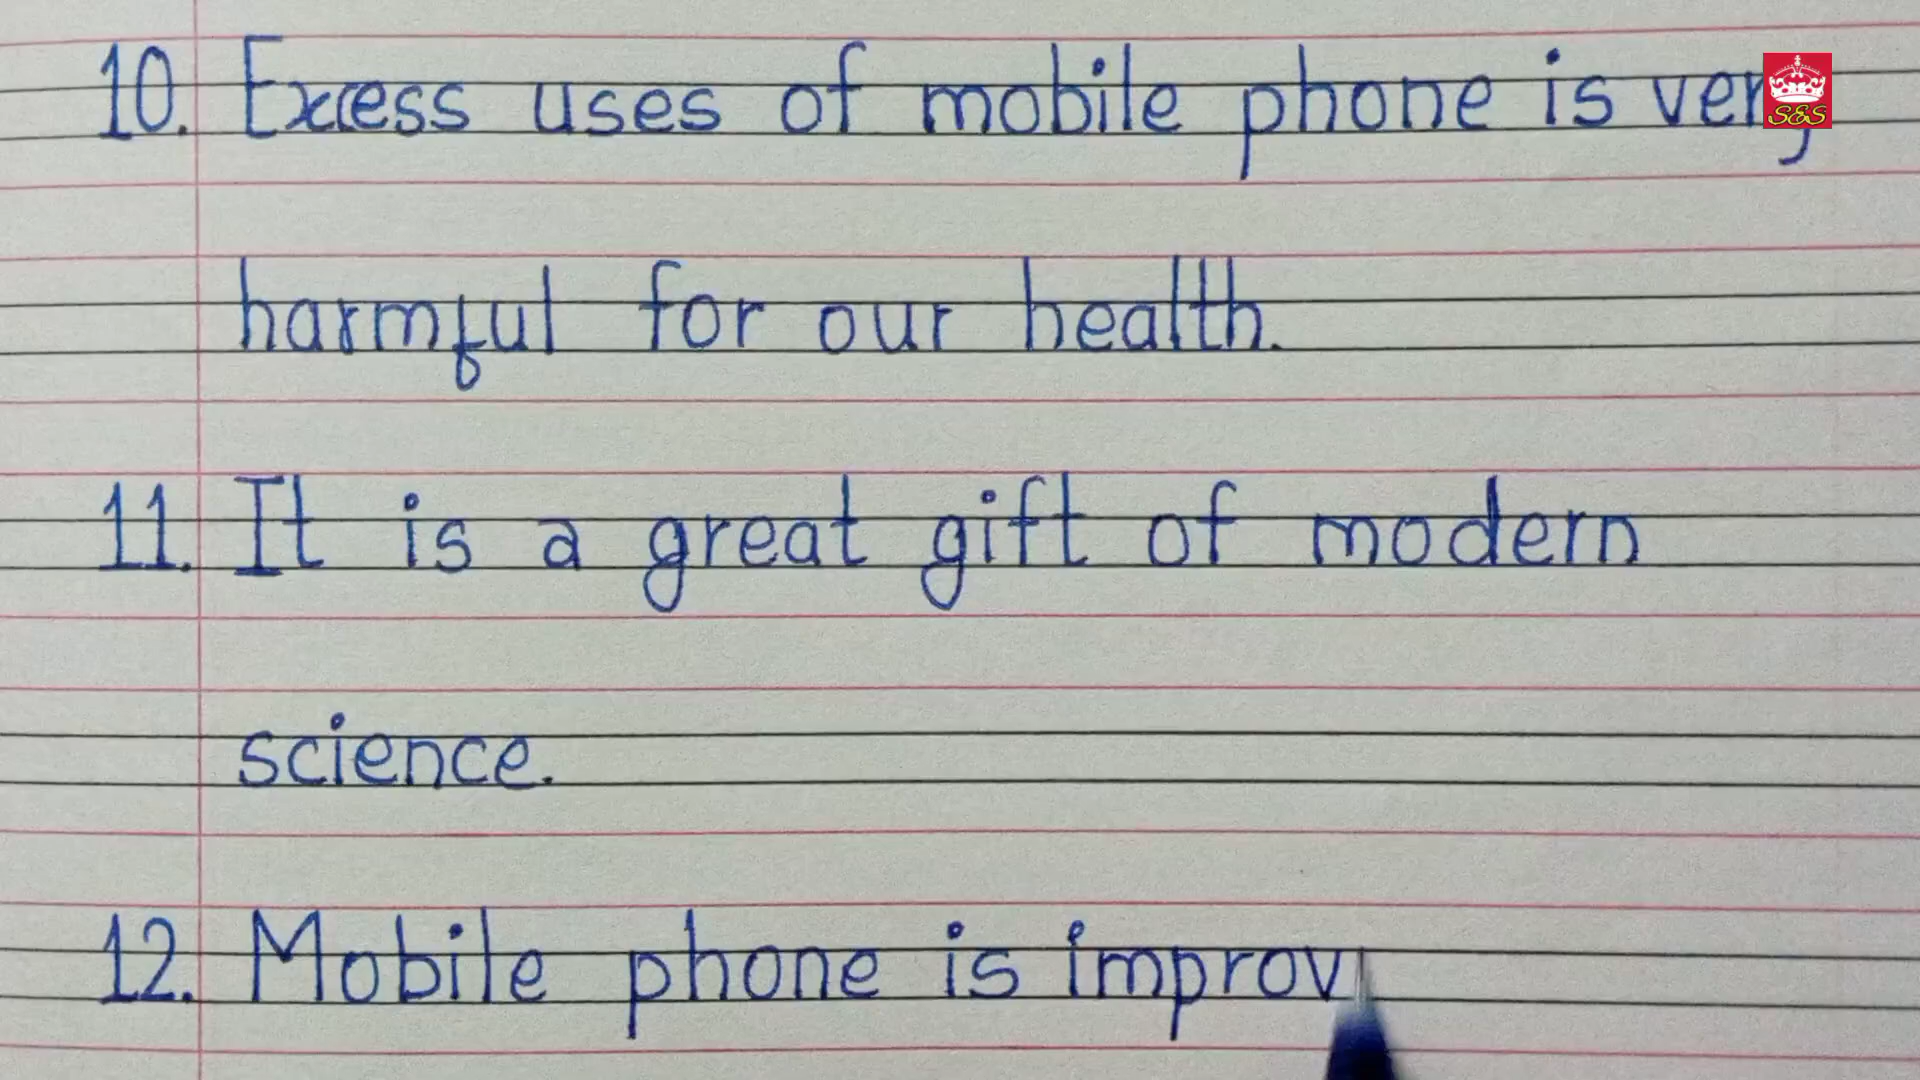 10. Excess uses of mobile phone is very
S&S
harmful for our health.
11. It is a great gift of modern
science.
12. Mobile phone is improv